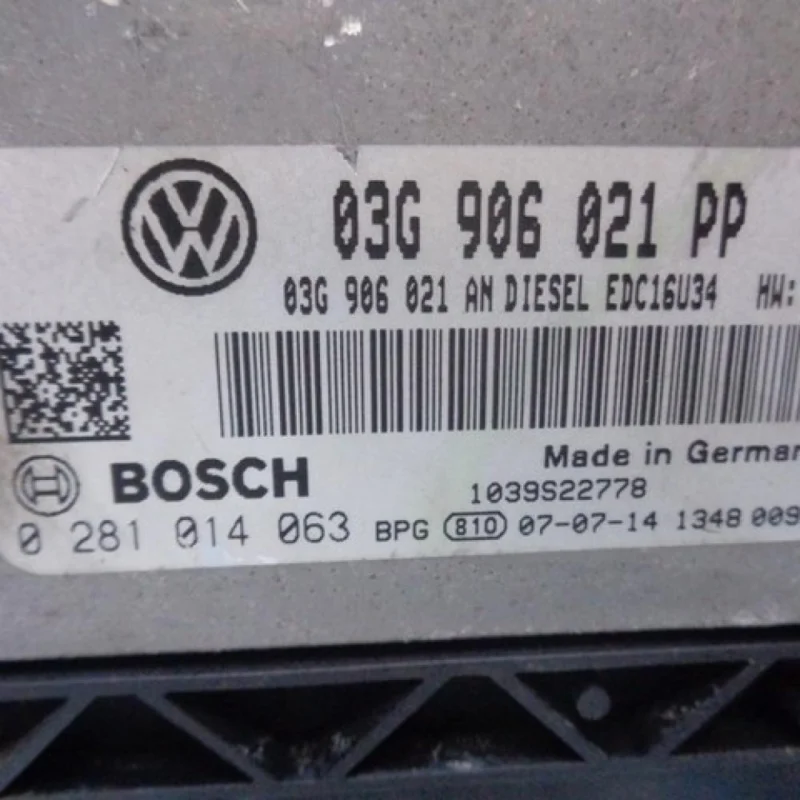 03G 906 021 PP
03G 906 021 AN DIESEL EDC16U34 HW:
Made in German
BOSCH
1039S22778
0 281 014 063 BPG 810 07-07-14 1348 009